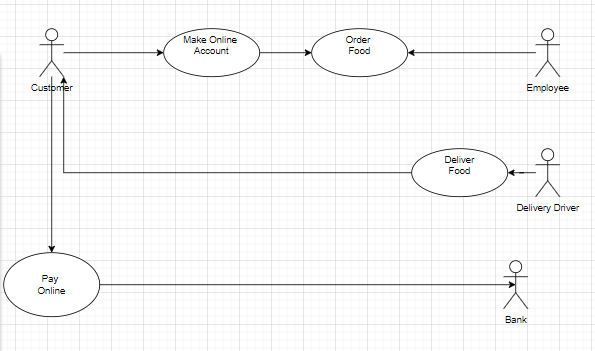 Make Online
Account
Order
Food
Customer
Employee
Deliver
Food
Delivery Driver
Pay
Online
Bank